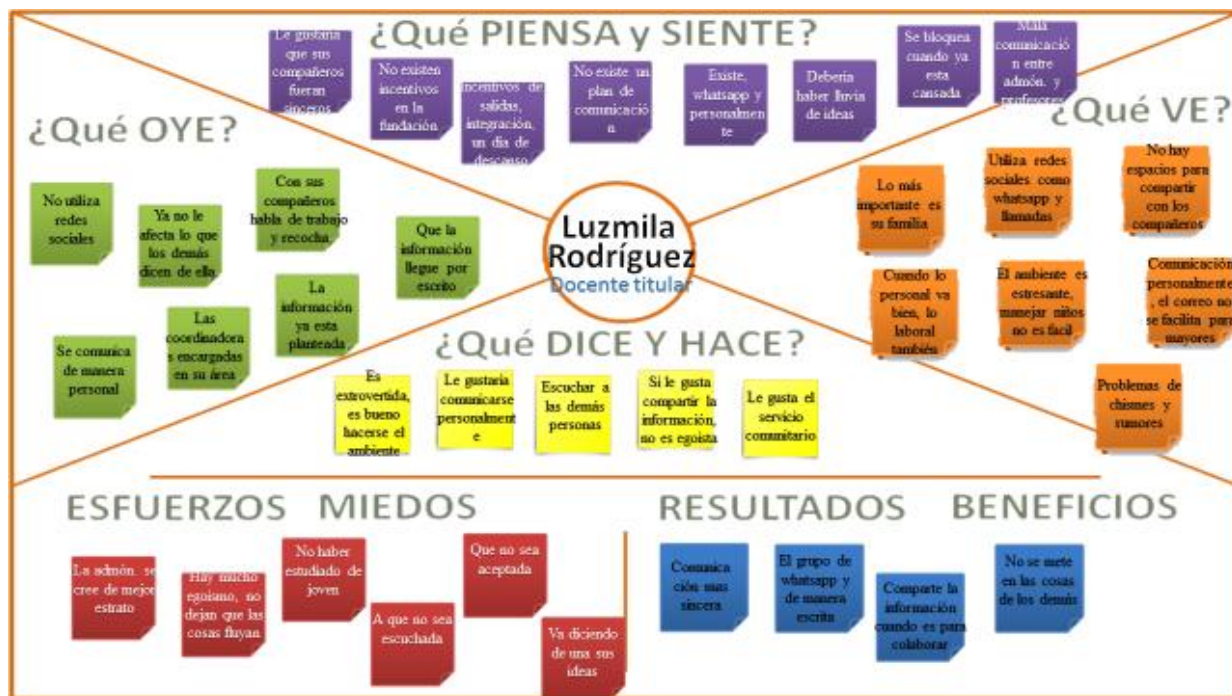 ¿Qué PIENSA y SIENTE?
Le gustaría
que sus
compañeros
fueran
sinceros
No existen
incentivos
en la
fundación
incentivos de
salidas,
integración,
un día de
descanso
No existe un
plan de
comunicació
n
Existe,
whatsapp y
personalme
nte
Debería
haber lluvia
de ideas
Se bloquea
cuando ya
esta
cansada
Mala
comunicació
n entre
admón. y
profesores
¿Qué OYE?
No utiliza
redes
sociales
Ya no le
afecta lo que
los demás
dicen de ella
Con sus
compañeros
habla de trabajo
y recocha
Que la
información
llegue por
escrito
Se comunica
de manera
personal
Las
coordinadora
s encargadas
en su área
La
información
ya esta
planteada
Luzmila
Rodríguez
Docente titular
¿Qué VE?
Lo más
importante es
su familia
Utiliza redes
sociales como
whatsapp y
llamadas
No hay
espacios para
compartir
con los
compañeros
Cuando lo
personal va
bien, lo
laboral
también
El ambiente es
estresante,
manejar niños
no es facil
Comunicación
personalmente
, el correo no
se facilita para
mayores
Problemas de
chismes y
rumores
¿Qué DICE Y HACE?
Es
extrovertida,
es bueno
hacerse el
ambiente
Le gustaría
comunicarse
personalment
e
Escuchar a
las demás
personas
Si le gusta
compartir la
información,
no es egoista
Le gusta el
servicio
comunitario
ESFUERZOS MIEDOS
La admón. se
cree de mejor
estrato
Hay mucho
egoísmo, no
dejan que las
cosas fluyan
No haber
estudiado de
joven
A que no sea
escuchada
Que no sea
aceptada
Va diciendo
de una sus
ideas
RESULTADOS BENEFICIOS
Comunica
ción mas
sincera
El grupo de
whatsapp y
de manera
escrita
Comparte la
información
cuando es para
colaborar
No se mete
en las cosas
de los demás